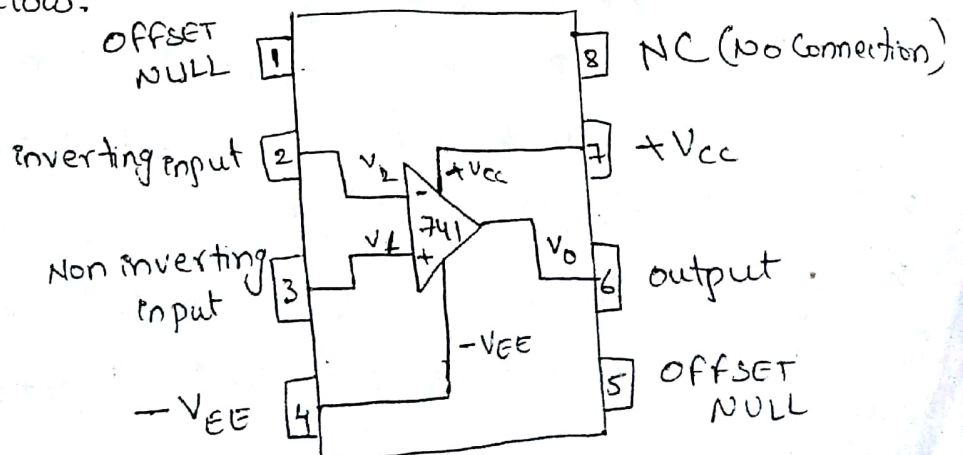 OFFSET
NULL
1
8
NC (No Connection)
inverting input
2
V2
+Vcc
7
+Vcc
-
741
V1
+
Vo
Non inverting
input
3
6
output .
-VEE
5
OFFSET
NULL
- VEE
4